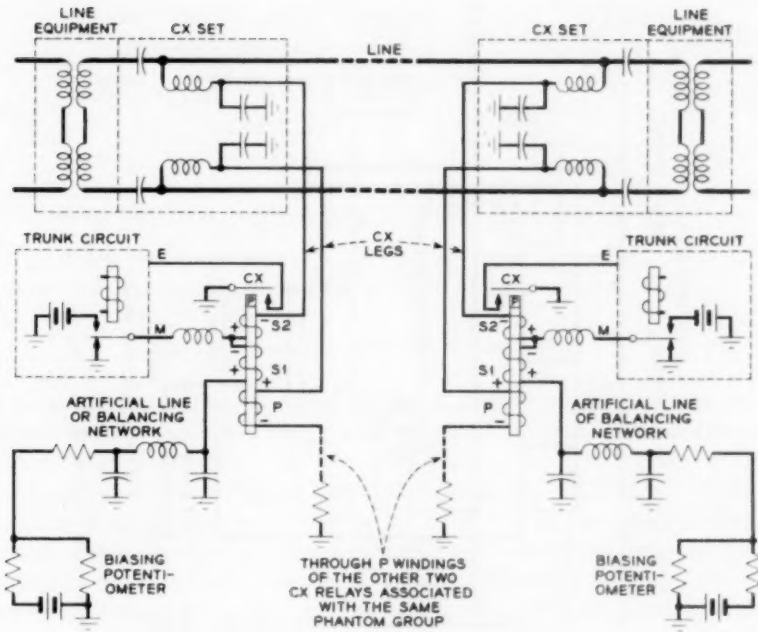 LINE
EQUIPMENT
CX SET
LINE
CX SET
LINE
EQUIPMENT
TRUNK CIRCUIT
E
CX
P
S2
M
S1
P
CX
LEGS
E
CX
P
S2
M
S1
P
TRUNK CIRCUIT
ARTIFICIAL LINE
OR BALANCING
NETWORK
ARTIFICIAL LINE
OF BALANCING
NETWORK
BIASING
POTENTI-
OMETER
THROUGH P WINDINGS
OF THE OTHER TWO
CX RELAYS ASSOCIATED
WITH THE SAME
PHANTOM GROUP
BIASING
POTENTI-
OMETER